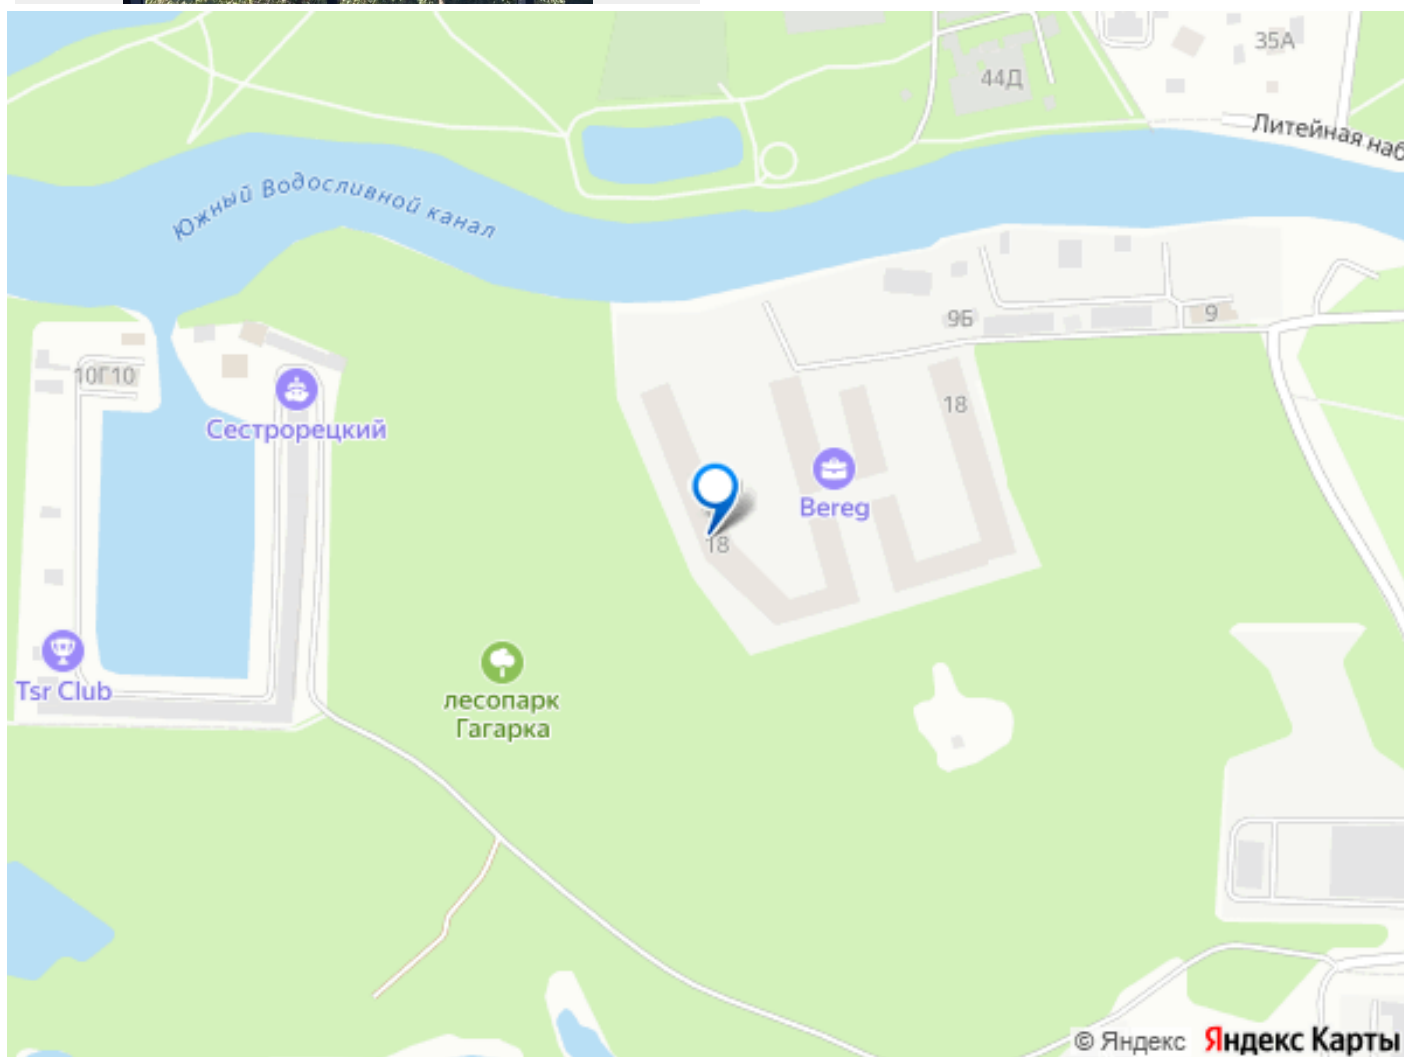 35А
44Д
Литейная наб
Южный Водосливной канал
9Б
9
10Г10
Сестрорецкий
18
Bereg
18
Tsr Club
лесопарк
Гагарка
© Яндекс Яндекс Карты